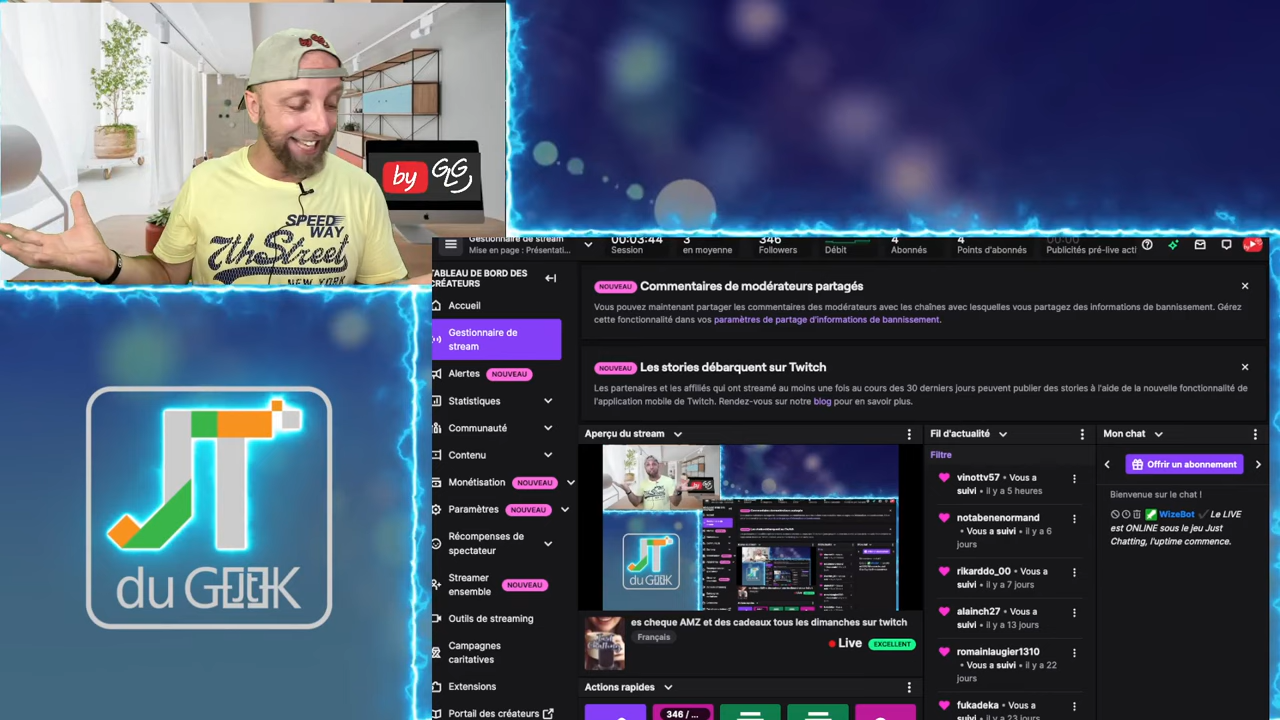 by GLG
SPEED
WAY
7thStreet
NEW YORK
JT
du GEEK
Gestionnaire de stream
Mise en page : Présentati...
00:03:44
Session
3
en moyenne
346
Followers
Débit
4
Abonnés
4
Points d'abonnés
00:00
Publicités pré-live acti
TABLEAU DE BORD DES
CRÉATEURS
Accueil
Gestionnaire de
stream
Alertes NOUVEAU
Statistiques
Communauté
Contenu
Monétisation NOUVEAU
Paramètres NOUVEAU
Récompenses de
spectateur
Streamer
ensemble NOUVEAU
Outils de streaming
Campagnes
caritatives
Extensions
Portail des créateurs
NOUVEAU Commentaires de modérateurs partagés
Vous pouvez maintenant partager les commentaires des modérateurs avec les chaînes avec lesquelles vous partagez des informations de bannissement. Gérez
cette fonctionnalité dans vos paramètres de partage d'informations de bannissement.
NOUVEAU Les stories débarquent sur Twitch
Les partenaires et les affiliés qui ont streamé au moins une fois au cours des 30 derniers jours peuvent publier des stories à l'aide de la nouvelle fonctionnalité de
l'application mobile de Twitch. Rendez-vous sur notre blog pour en savoir plus.
Aperçu du stream
es cheque AMZ et des cadeaux tous les dimanches sur twitch
Français
Live EXCELLENT
Actions rapides
346 / ...
Fil d'actualité
Filtre
vinottv57 • Vous a
suivi • il y a 5 heures
notabenenormand
• Vous a suivi • il y a 6
jours
rikarddo_00 • Vous a
suivi • il y a 7 jours
alainch27 • Vous a
suivi • il y a 13 jours
romainlaugier1310
• Vous a suivi • il y a 22
jours
fukadeka • Vous a
suivi • il y a 23 jours
Mon chat
Offrir un abonnement
Bienvenue sur le chat !
WizeBot Le LIVE
est ONLINE sous le jeu Just
Chatting, l'uptime commence.